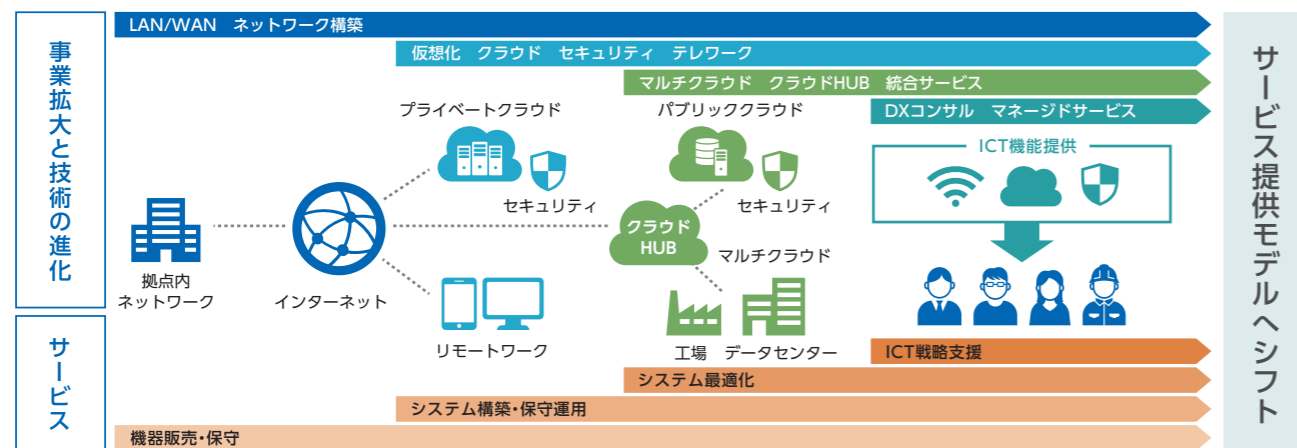 事業拡大と技術の進化
LAN/WAN ネットワーク構築
仮想化 クラウド セキュリティ テレワーク
マルチクラウド クラウドHUB 統合サービス
DXコンサル マネージドサービス
プライベートクラウド
パブリッククラウド
ICT機能提供
セキュリティ
セキュリティ
クラウド
HUB
マルチクラウド
拠点内
ネットワーク
インターネット
リモートワーク
工場 データセンター
サービス
ICT戦略支援
システム最適化
システム構築・保守運用
機器販売・保守
サービス提供モデルへシフト